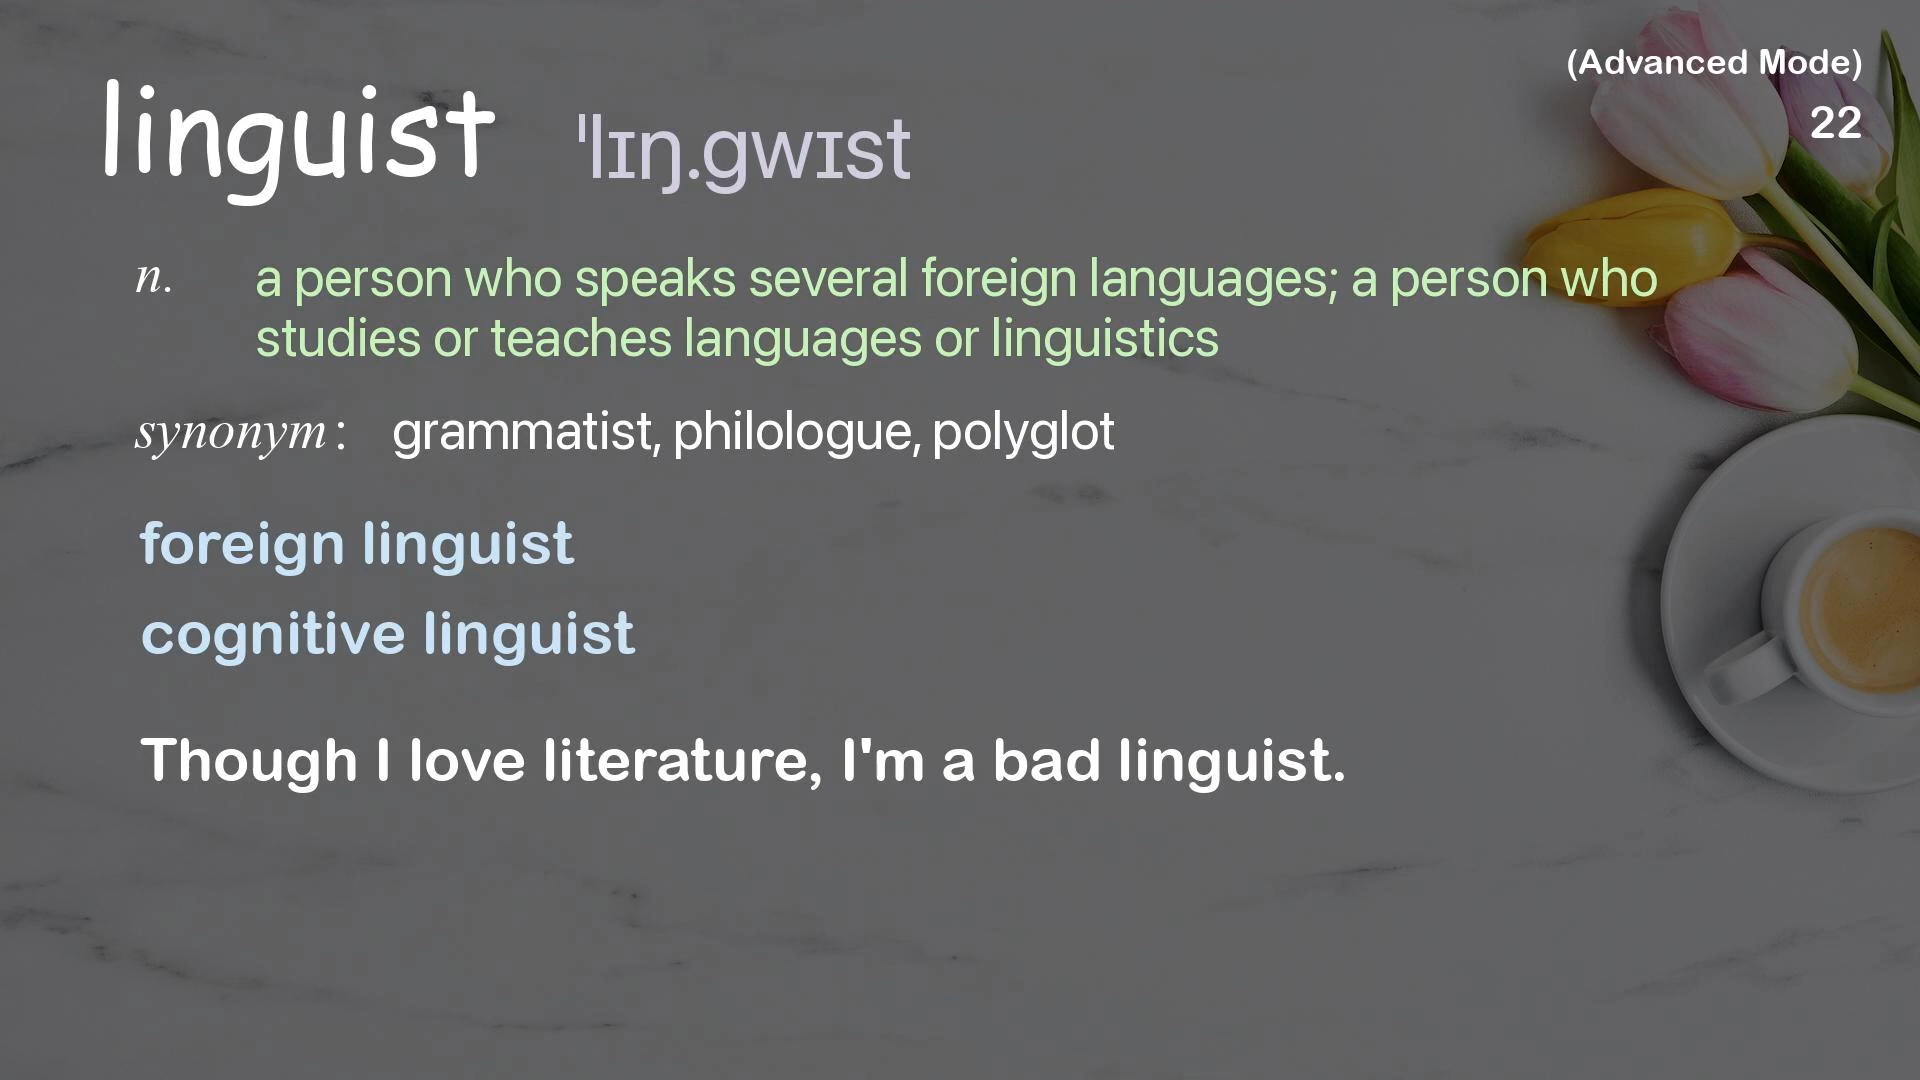 (Advanced Mode)
22
linguist ˈlɪŋ.gwɪst
n. a person who speaks several foreign languages; a person who
studies or teaches languages or linguistics
synonym: grammatist, philologue, polyglot
foreign linguist
cognitive linguist
Though I love literature, I'm a bad linguist.